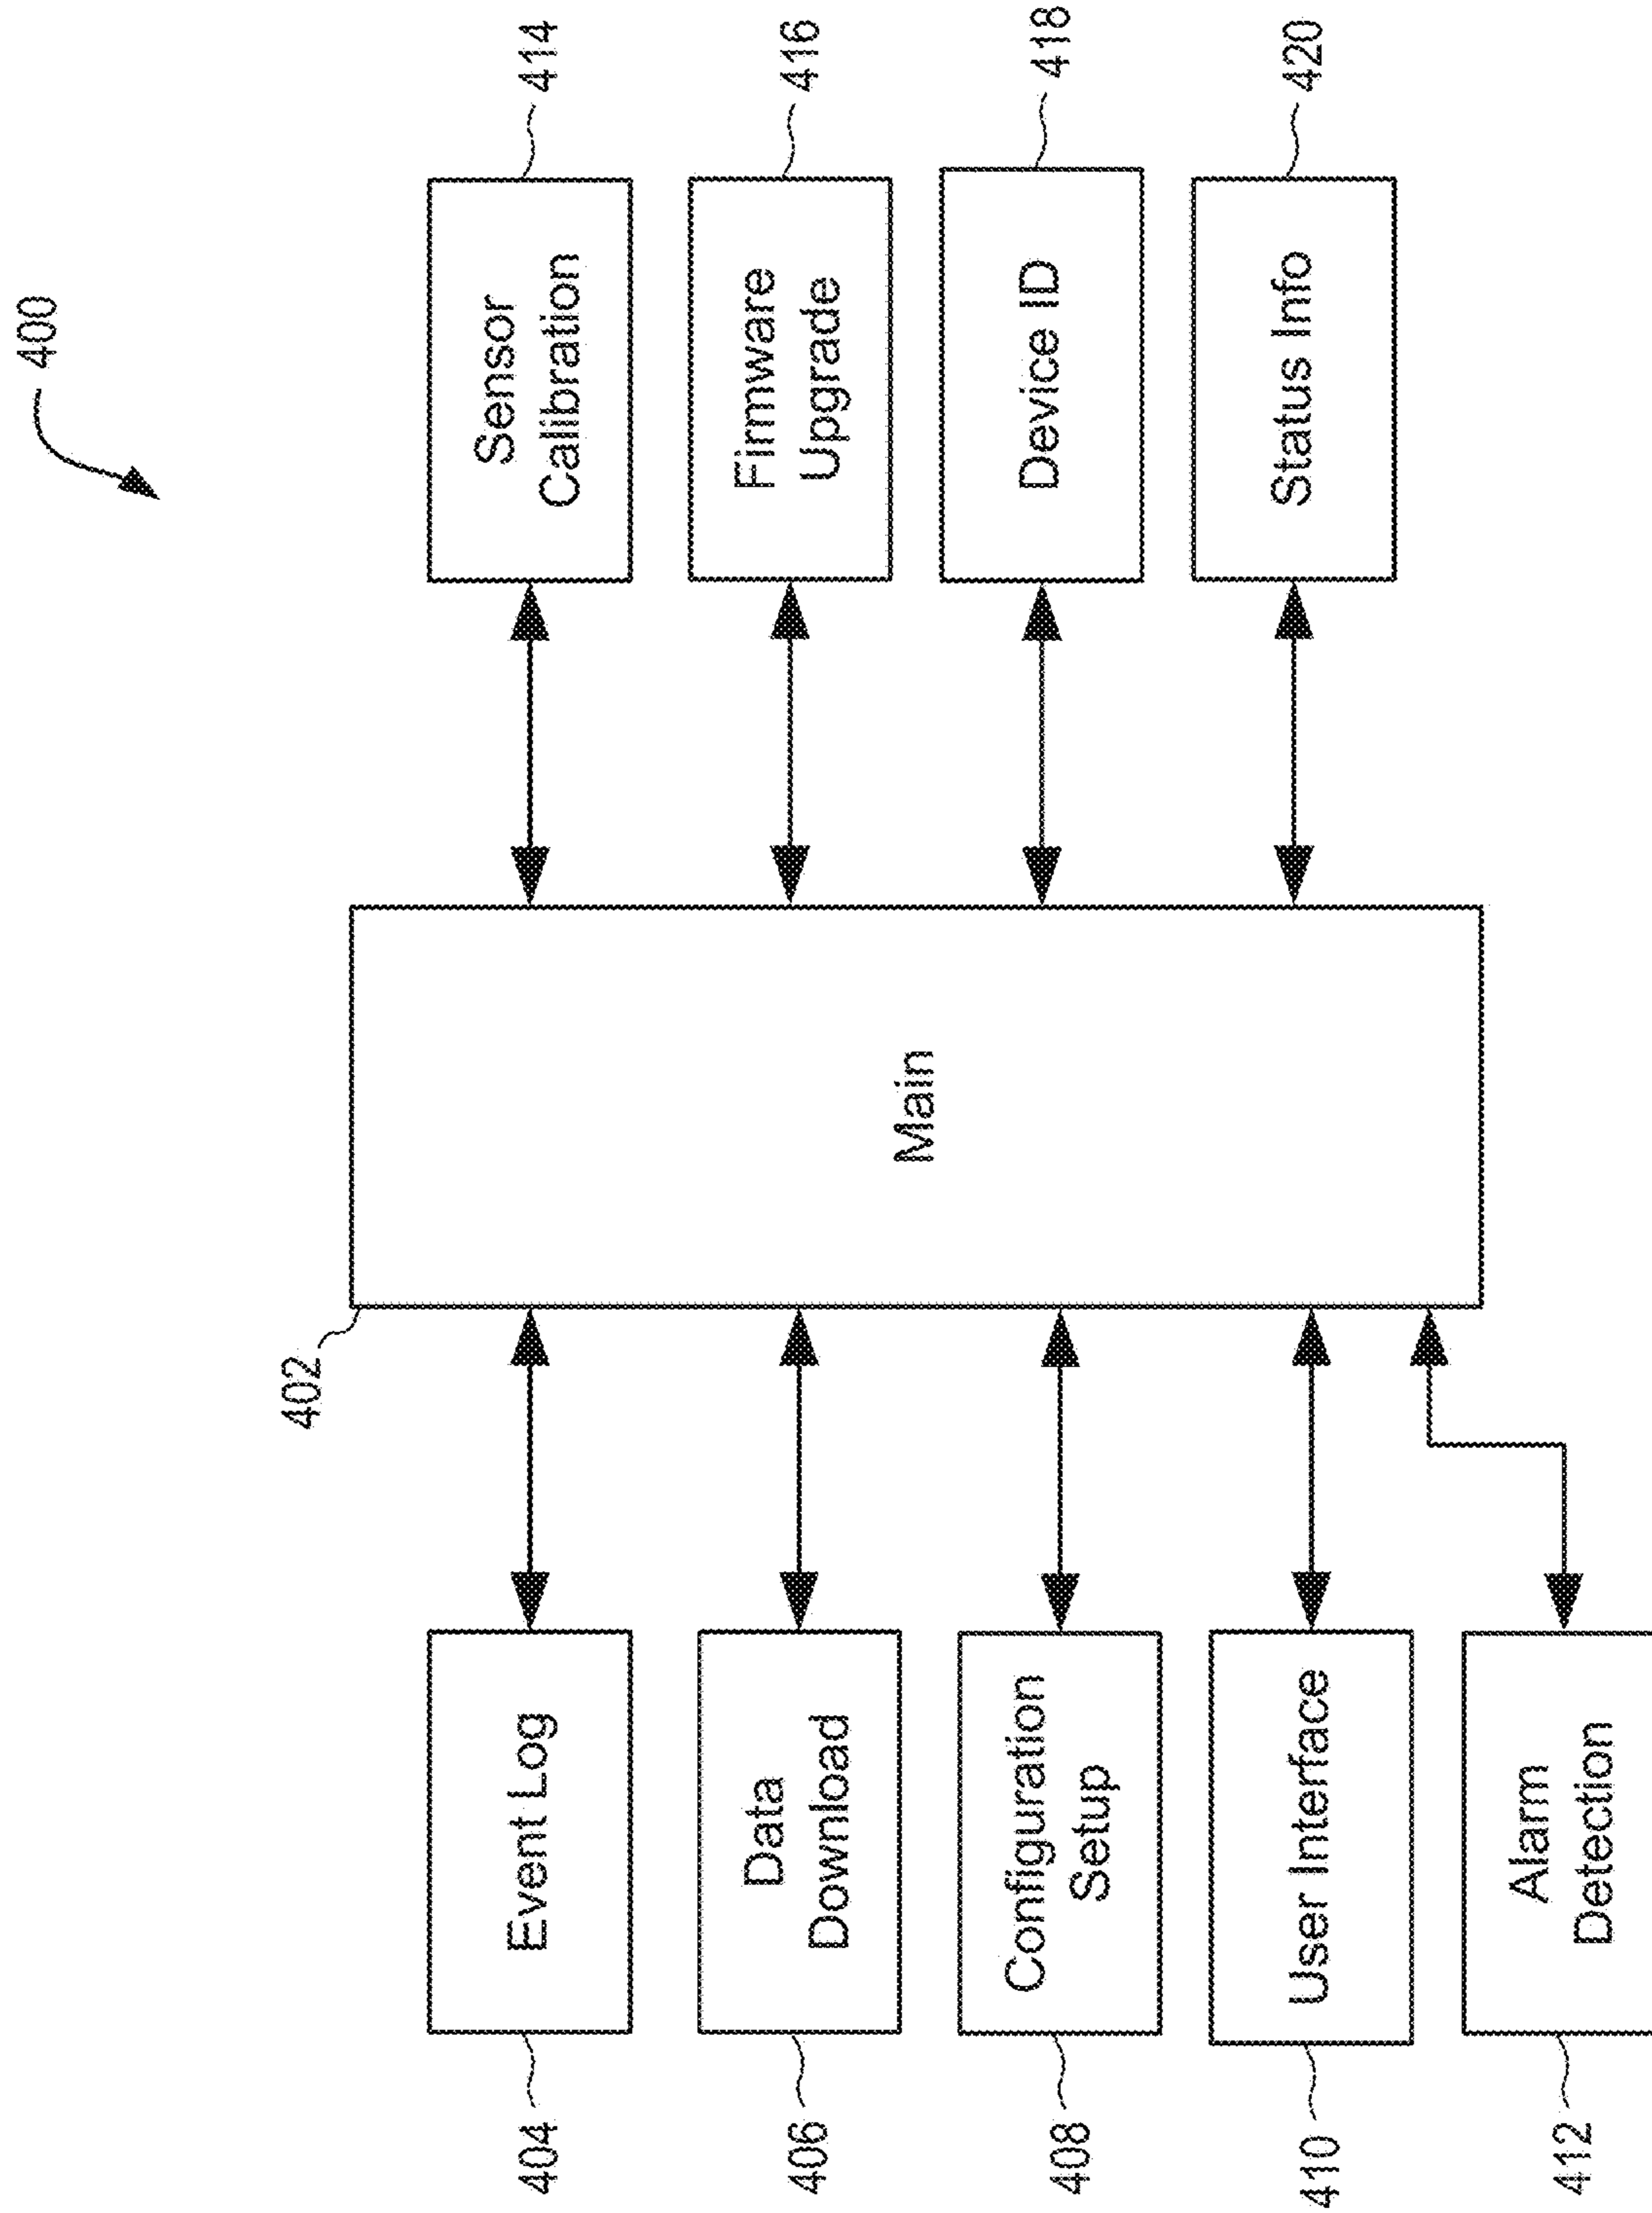 400
402
Main
404
Event Log
406
Data
Download
408
Configuration
Setup
410
User Interface
412
Alarm
Detection
Sensor
Calibration
414
Firmware
Upgrade
416
Device ID
418
Status Info
420